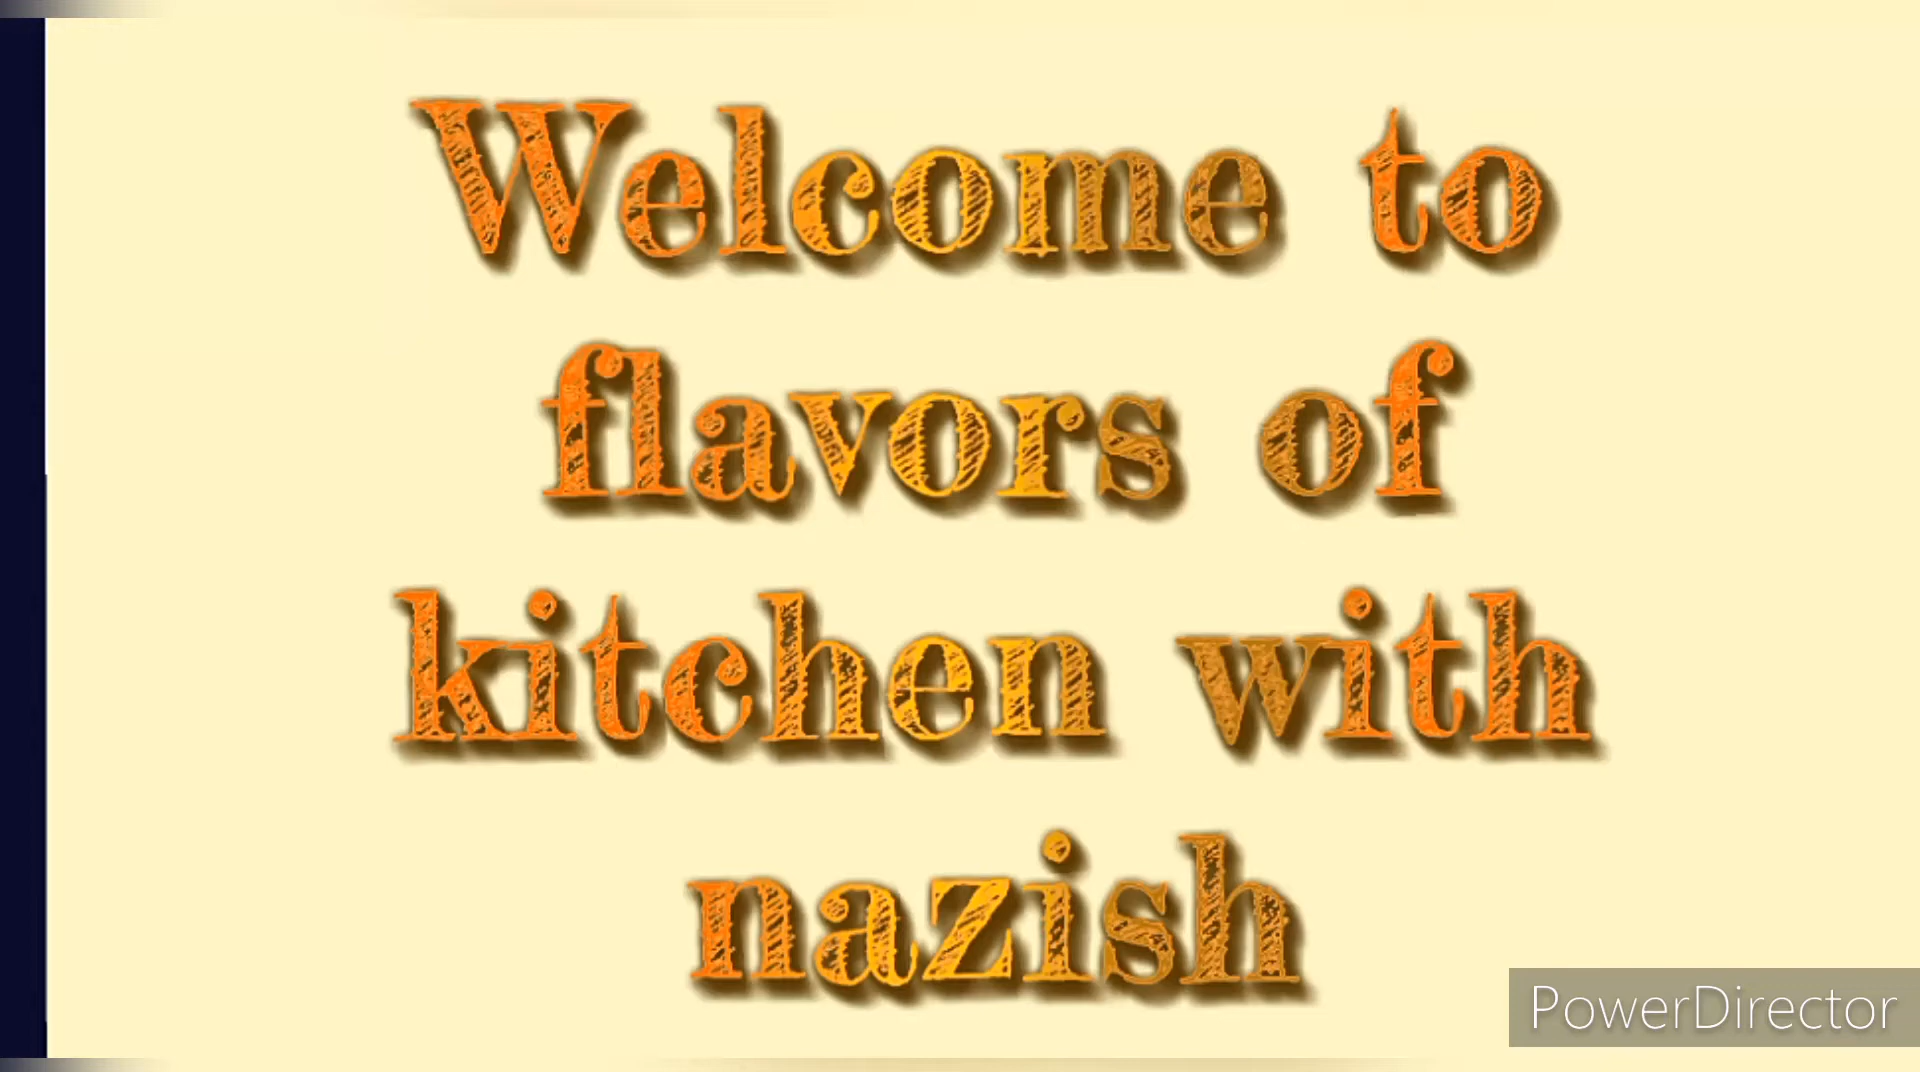 Welcome to
flavors of
kitchen with
nazish
PowerDirector